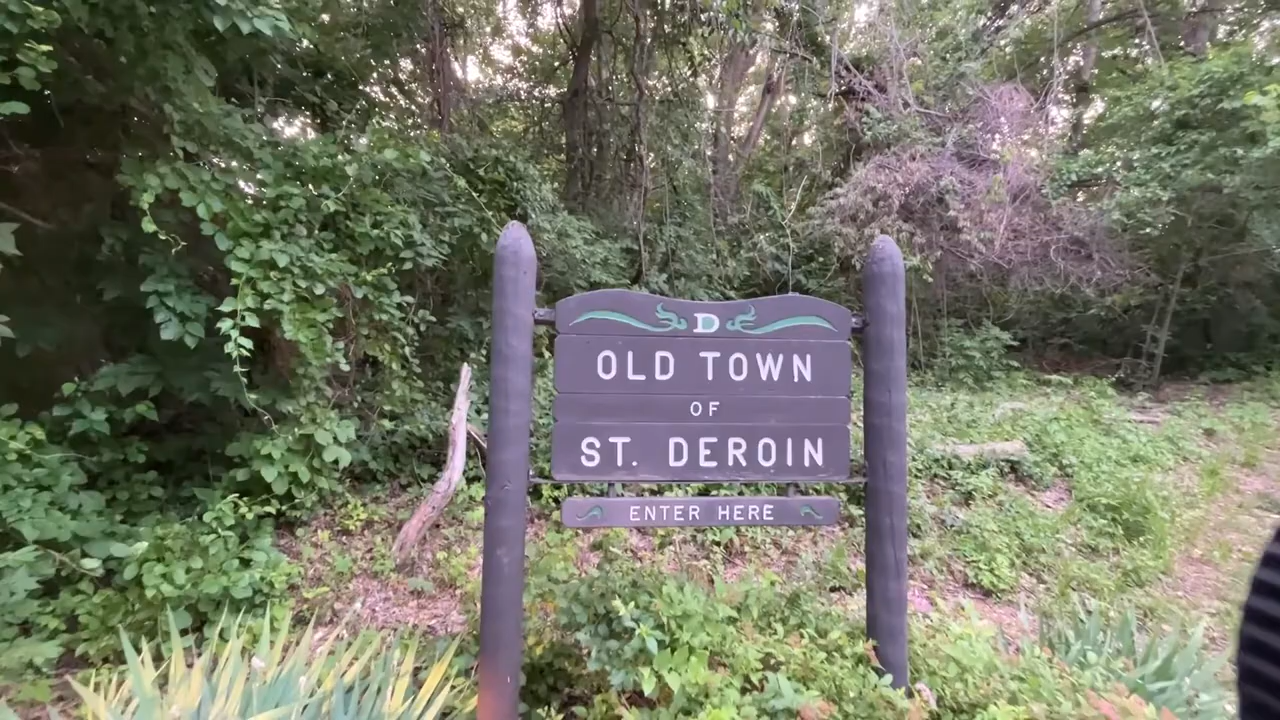 D
OLD TOWN
OF
ST. DEROIN
ENTER HERE